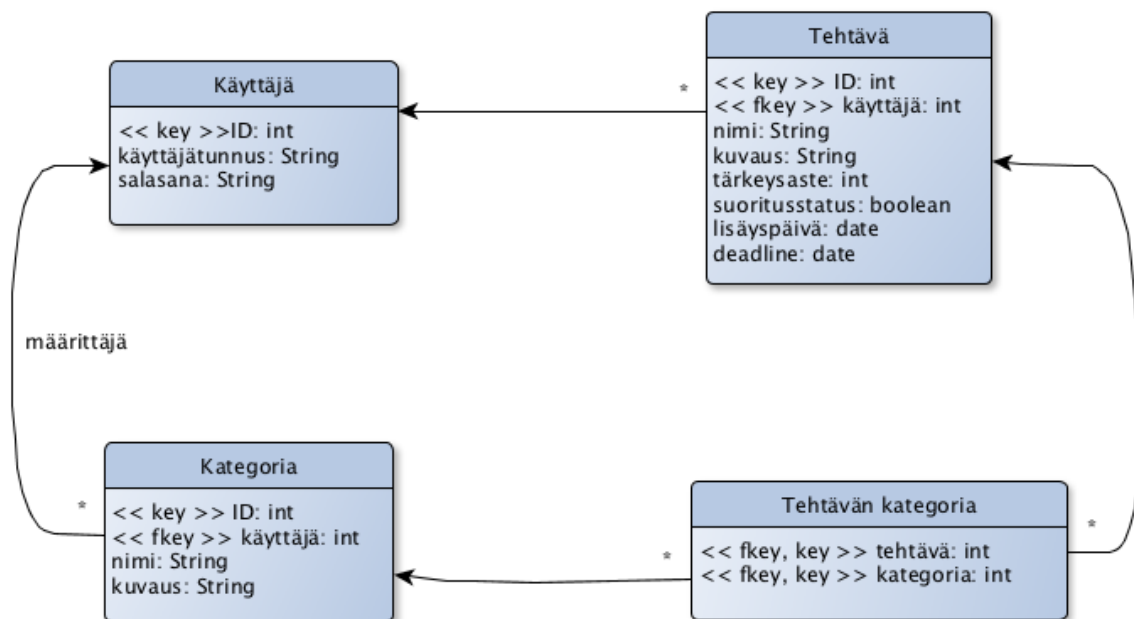 Käyttäjä
<< key >>ID: int
käyttäjätunnus: String
salasana: String
Tehtävä
<< key >> ID: int
<< fkey >> käyttäjä: int
nimi: String
kuvaus: String
tärkeysaste: int
suoritusstatus: boolean
lisäyspäivä: date
deadline: date
*
määrittäjä
Kategoria
<< key >> ID: int
<< fkey >> käyttäjä: int
nimi: String
kuvaus: String
*
Tehtävän kategoria
<< fkey, key >> tehtävä: int
<< fkey, key >> kategoria: int
*
*